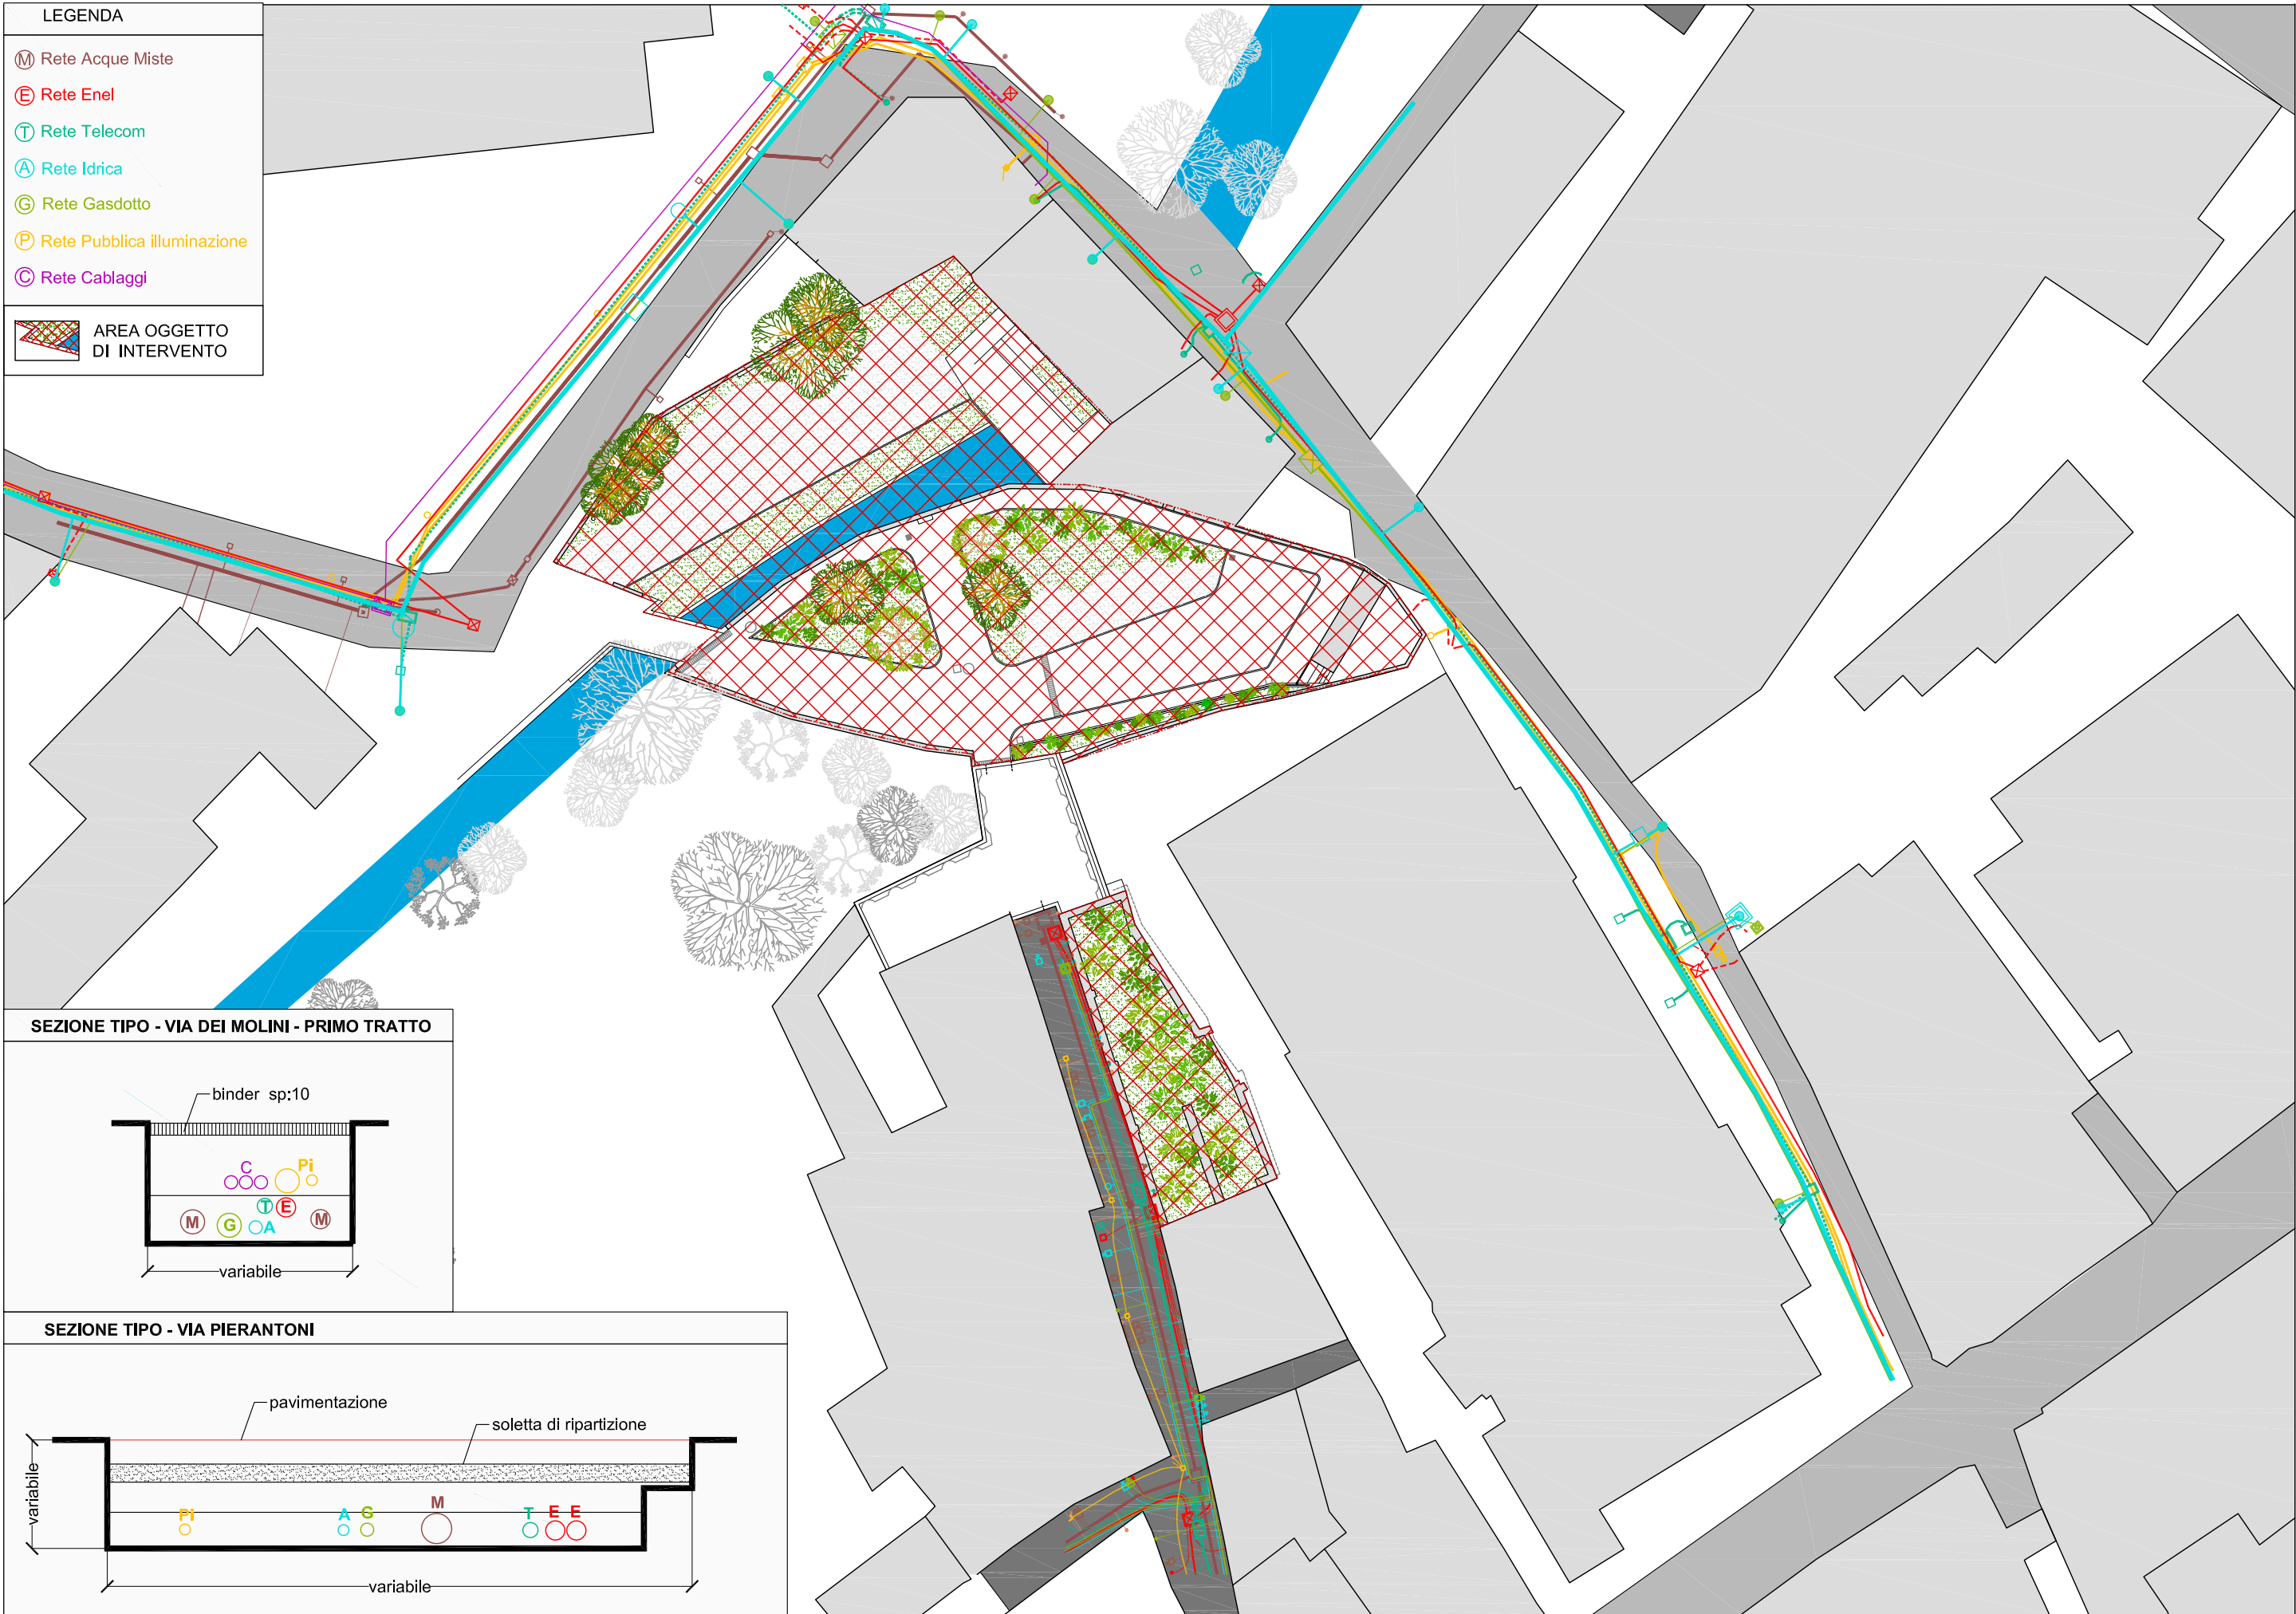 LEGENDA
M Rete Acque Miste
E Rete Enel
T Rete Telecom
A Rete Idrica
G Rete Gasdotto
P Rete Pubblica illuminazione
C Rete Cablaggi
AREA OGGETTO
DI INTERVENTO
SEZIONE TIPO - VIA DEI MOLINI - PRIMO TRATTO
binder sp:10
C Pi
T E
M G A M
variabile
SEZIONE TIPO - VIA PIERANTONI
pavimentazione
soletta di ripartizione
variabile
Pi A G M T E E
variabile